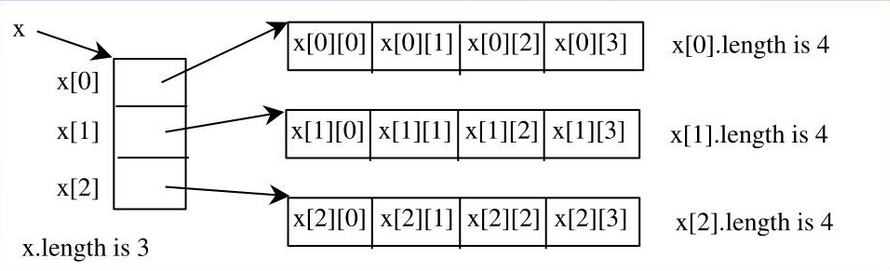 x
x[0][0] x[0][1] x[0][2] x[0][3] x[0].length is 4
x[0]
x[1]
x[1][0] x[1][1] x[1][2] x[1][3] x[1].length is 4
x[2]
x[2][0] x[2][1] x[2][2] x[2][3] x[2].length is 4
x.length is 3